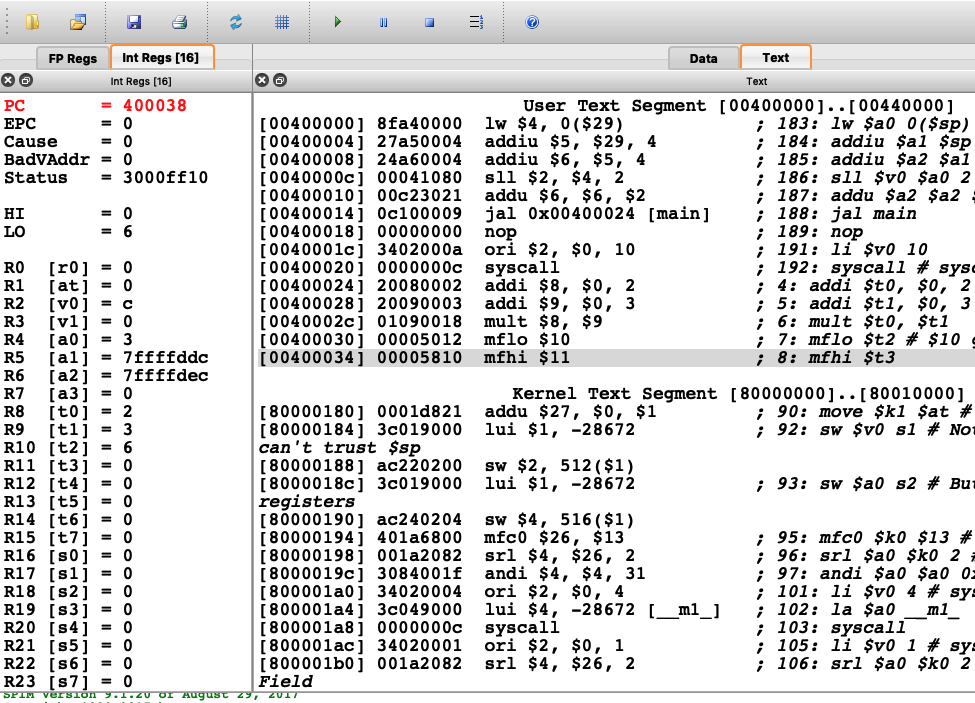 FP Regs
Int Regs [16]
Data
Text
Int Regs [16]
Text
PC = 400038
EPC = 0
Cause = 0
BadVAddr = 0
Status = 3000ff10
HI = 0
LO = 6
R0 [r0] = 0
R1 [at] = 0
R2 [v0] = c
R3 [v1] = 0
R4 [a0] = 3
R5 [a1] = 7ffffddc
R6 [a2] = 7ffffdec
R7 [a3] = 0
R8 [t0] = 2
R9 [t1] = 3
R10 [t2] = 6
R11 [t3] = 0
R12 [t4] = 0
R13 [t5] = 0
R14 [t6] = 0
R15 [t7] = 0
R16 [s0] = 0
R17 [s1] = 0
R18 [s2] = 0
R19 [s3] = 0
R20 [s4] = 0
R21 [s5] = 0
R22 [s6] = 0
R23 [s7] = 0
User Text Segment [00400000]..[00440000]
[00400000] 8fa40000 lw $4, 0($29) ; 183: lw $a0 0($sp)
[00400004] 27a50004 addiu $5, $29, 4 ; 184: addiu $a1 $sp
[00400008] 24a60004 addiu $6, $5, 4 ; 185: addiu $a2 $a1
[0040000c] 00041080 sll $2, $4, 2 ; 186: sll $v0 $a0 2
[00400010] 00c23021 addu $6, $6, $2 ; 187: addu $a2 $a2 $
[00400014] 0c100009 jal 0x00400024 [main] ; 188: jal main
[00400018] 00000000 nop ; 189: nop
[0040001c] 3402000a ori $2, $0, 10 ; 191: li $v0 10
[00400020] 0000000c syscall ; 192: syscall # sysc
[00400024] 20080002 addi $8, $0, 2 ; 4: addi $t0, $0, 2
[00400028] 20090003 addi $9, $0, 3 ; 5: addi $t1, $0, 3
[0040002c] 01090018 mult $8, $9 ; 6: mult $t0, $t1
[00400030] 00005012 mflo $10 ; 7: mflo $t2 # $10
[00400034] 00005810 mfhi $11 ; 8: mfhi $t3
Kernel Text Segment [80000000]..[80010000]
[80000180] 0001d821 addu $27, $0, $1 ; 90: move $k1 $at #
[80000184] 3c019000 lui $1, -28672 ; 92: sw $v0 s1 # Not
can't trust $sp
[80000188] ac220200 sw $2, 512($1)
[8000018c] 3c019000 lui $1, -28672 ; 93: sw $a0 s2 # But
registers
[80000190] ac240204 sw $4, 516($1)
[80000194] 401a6800 mfc0 $26, $13 ; 95: mfc0 $k0 $13 #
[80000198] 001a2082 srl $4, $26, 2 ; 96: srl $a0 $k0 2 #
[8000019c] 3084001f andi $4, $4, 31 ; 97: andi $a0 $a0 0x
[800001a0] 34020004 ori $2, $0, 4 ; 101: li $v0 4 # sys
[800001a4] 3c049000 lui $4, -28672 [__m1_] ; 102: la $a0 __m1_
[800001a8] 0000000c syscall ; 103: syscall
[800001ac] 34020001 ori $2, $0, 1 ; 105: li $v0 1 # sys
[800001b0] 001a2082 srl $4, $26, 2 ; 106: srl $a0 $k0 2
Field
SPIM Version 9.1.20 of August 29, 2017